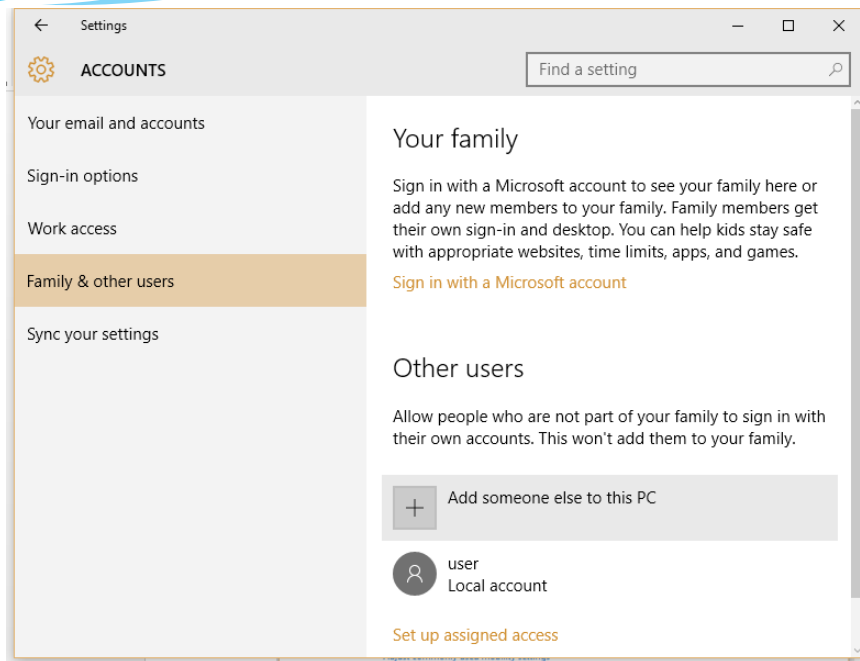 Settings
ACCOUNTS
Find a setting
Your email and accounts
Sign-in options
Work access
Family & other users
Sync your settings
Your family
Sign in with a Microsoft account to see your family here or
add any new members to your family. Family members get
their own sign-in and desktop. You can help kids stay safe
with appropriate websites, time limits, apps, and games.
Sign in with a Microsoft account
Other users
Allow people who are not part of your family to sign in with
their own accounts. This won't add them to your family.
Add someone else to this PC
user
Local account
Set up assigned access